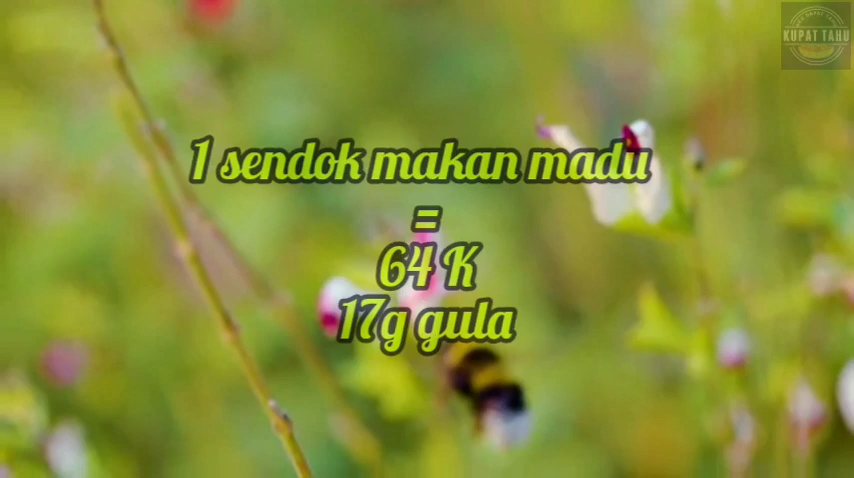 KUPAT TAHU
1 sendok makan madu
=
64 K
17g gula